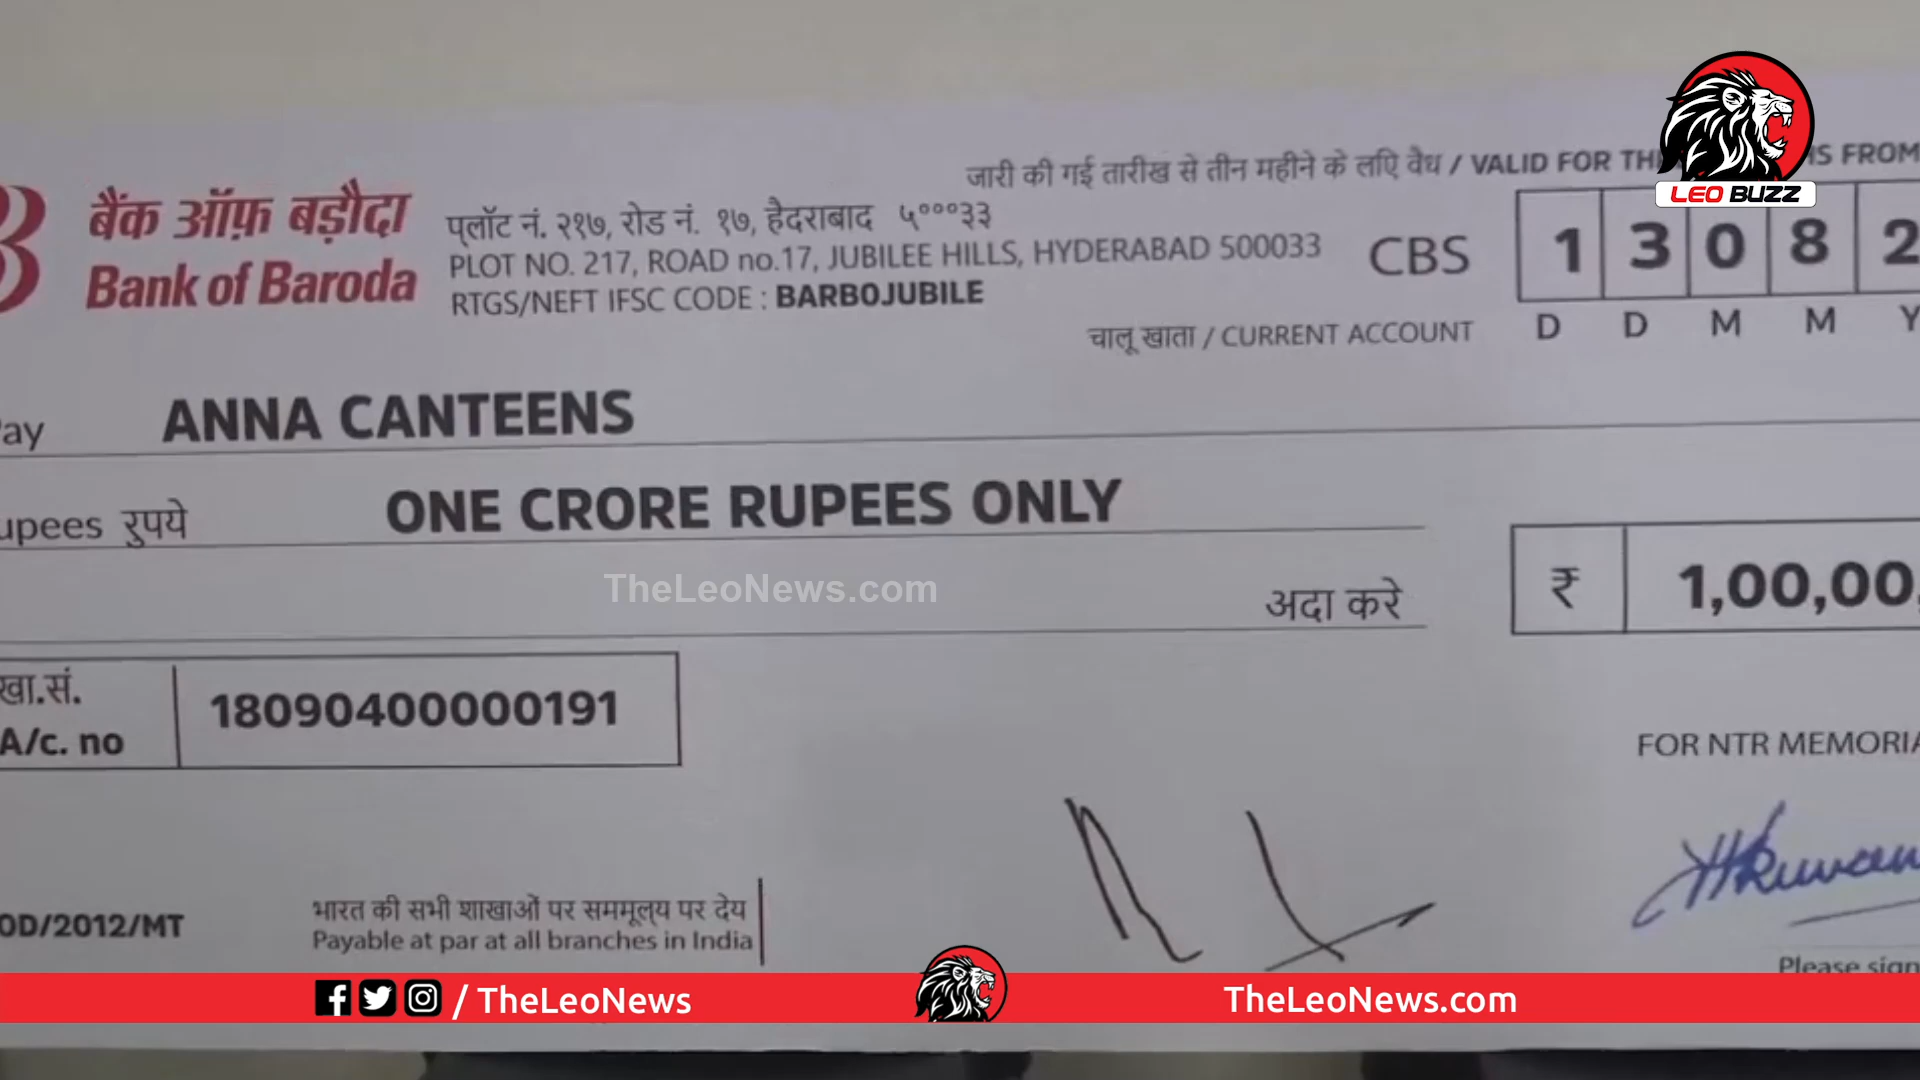 जारी की गई तारीख से तीन महीने के लिए वैध / VALID FOR
FROM
LEO BUZZ
बैंक ऑफ़ बड़ौदा
Bank of Baroda
प्लॉट नं. २१७, रोड नं. १७, हैदराबाद ५०००३३
PLOT NO. 217, ROAD no.17, JUBILEE HILLS, HYDERABAD 500033
RTGS/NEFT IFSC CODE : BARB0JUBILE
CBS
1 3 0 8 2
D D M M Y
चालू खाता / CURRENT ACCOUNT
ay ANNA CANTEENS
upees रुपये ONE CRORE RUPEES ONLY
TheLeoNews.com
अदा करे
₹ 1,00,00,
खा.सं.
A/c. no
18090400000191
FOR NTR MEMORIA
OD/2012/MT
भारत की सभी शाखाओं पर सममूल्य पर देय
Payable at par at all branches in India
Please sign
/ TheLeoNews
TheLeoNews.com